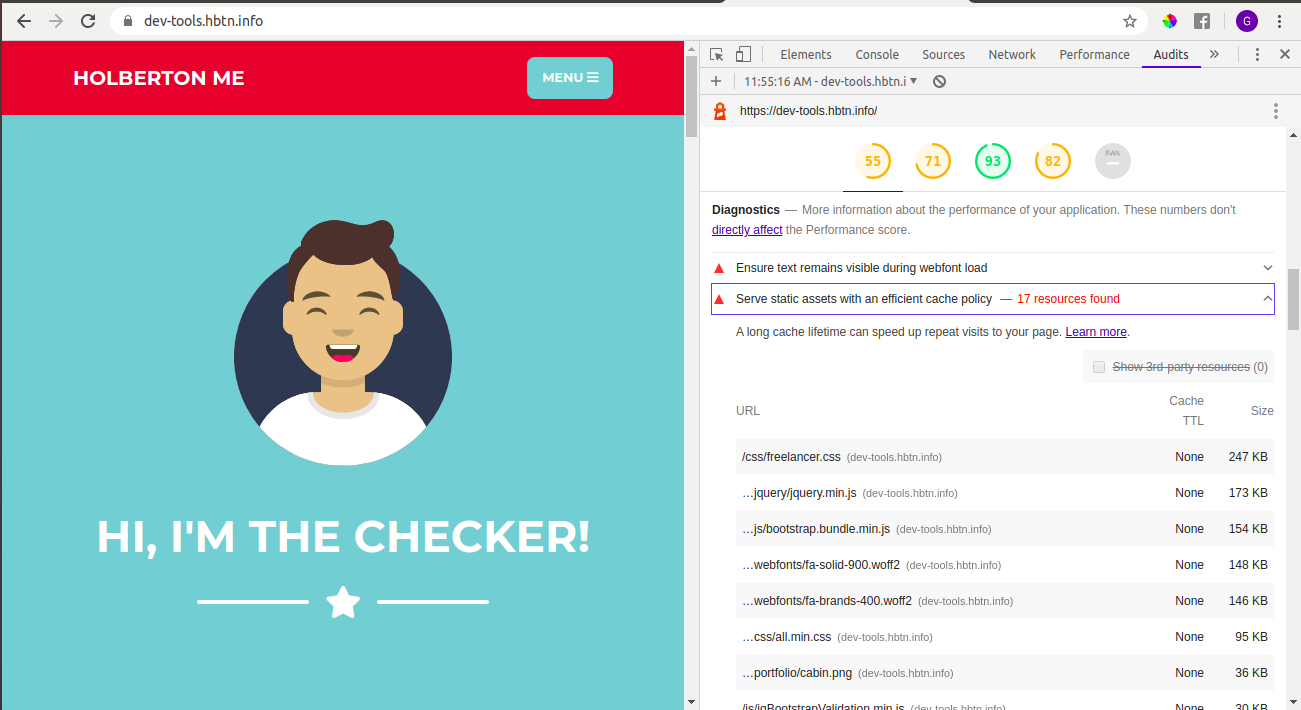 dev-tools.hbtn.info
G
HOLBERTON ME
MENU
HI, I'M THE CHECKER!
Elements Console Sources Network Performance Audits »
11:55:16 AM - dev-tools.hbtn.i
https://dev-tools.hbtn.info/
55 71 93 82 PWA
Diagnostics — More information about the performance of your application. These numbers don't
directly affect the Performance score.
Ensure text remains visible during webfont load
Serve static assets with an efficient cache policy — 17 resources found
A long cache lifetime can speed up repeat visits to your page. Learn more.
Show 3rd-party resources (0)
URL Cache TTL Size
/css/freelancer.css (dev-tools.hbtn.info) None 247 KB
…jquery/jquery.min.js (dev-tools.hbtn.info) None 173 KB
…js/bootstrap.bundle.min.js (dev-tools.hbtn.info) None 154 KB
…webfonts/fa-solid-900.woff2 (dev-tools.hbtn.info) None 148 KB
…webfonts/fa-brands-400.woff2 (dev-tools.hbtn.info) None 146 KB
…css/all.min.css (dev-tools.hbtn.info) None 95 KB
…portfolio/cabin.png (dev-tools.hbtn.info) None 36 KB
/js/jqBootstrapValidation.min.js (dev-tools.hbtn.info) None 30 KB